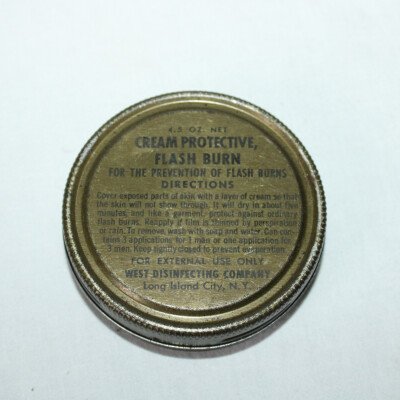 4.5 OZ. NET
CREAM PROTECTIVE,
FLASH BURN
FOR THE PREVENTION OF FLASH BURNS
DIRECTIONS
Cover exposed parts of skin with a layer of cream so that
the skin will not show through. It will dry in about five
minutes, and like a garment, protect against ordinary
flash burns. Reapply if film is thinned by perspiration
or rain. To remove, wash with soap and water. Can con-
tains 3 applications for 1 man or one application for
3 men. Keep tightly closed to prevent evaporation.
FOR EXTERNAL USE ONLY
WEST DISINFECTING COMPANY
Long Island City, N. Y.